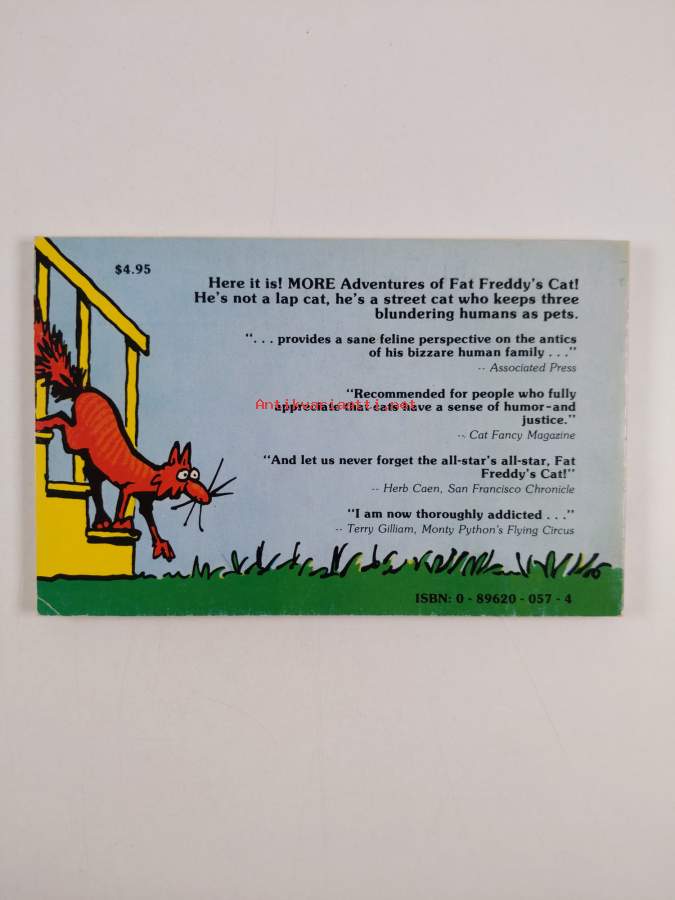 $4.95
Here it is! MORE Adventures of Fat Freddy's Cat!
He's not a lap cat, he's a street cat who keeps three
blundering humans as pets.
". . . provides a sane feline perspective on the antics
of his bizzare human family . . ."
-- Associated Press
"Recommended for people who fully
appreciate that cats have a sense of humor-and
justice."
-- Cat Fancy Magazine
"And let us never forget the all-star's all-star, Fat
Freddy's Cat!"
-- Herb Caen, San Francisco Chronicle
"I am now thoroughly addicted . . ."
-- Terry Gilliam, Monty Python's Flying Circus
ISBN: 0 - 89620 - 057 - 4
Antikvariaatti.net